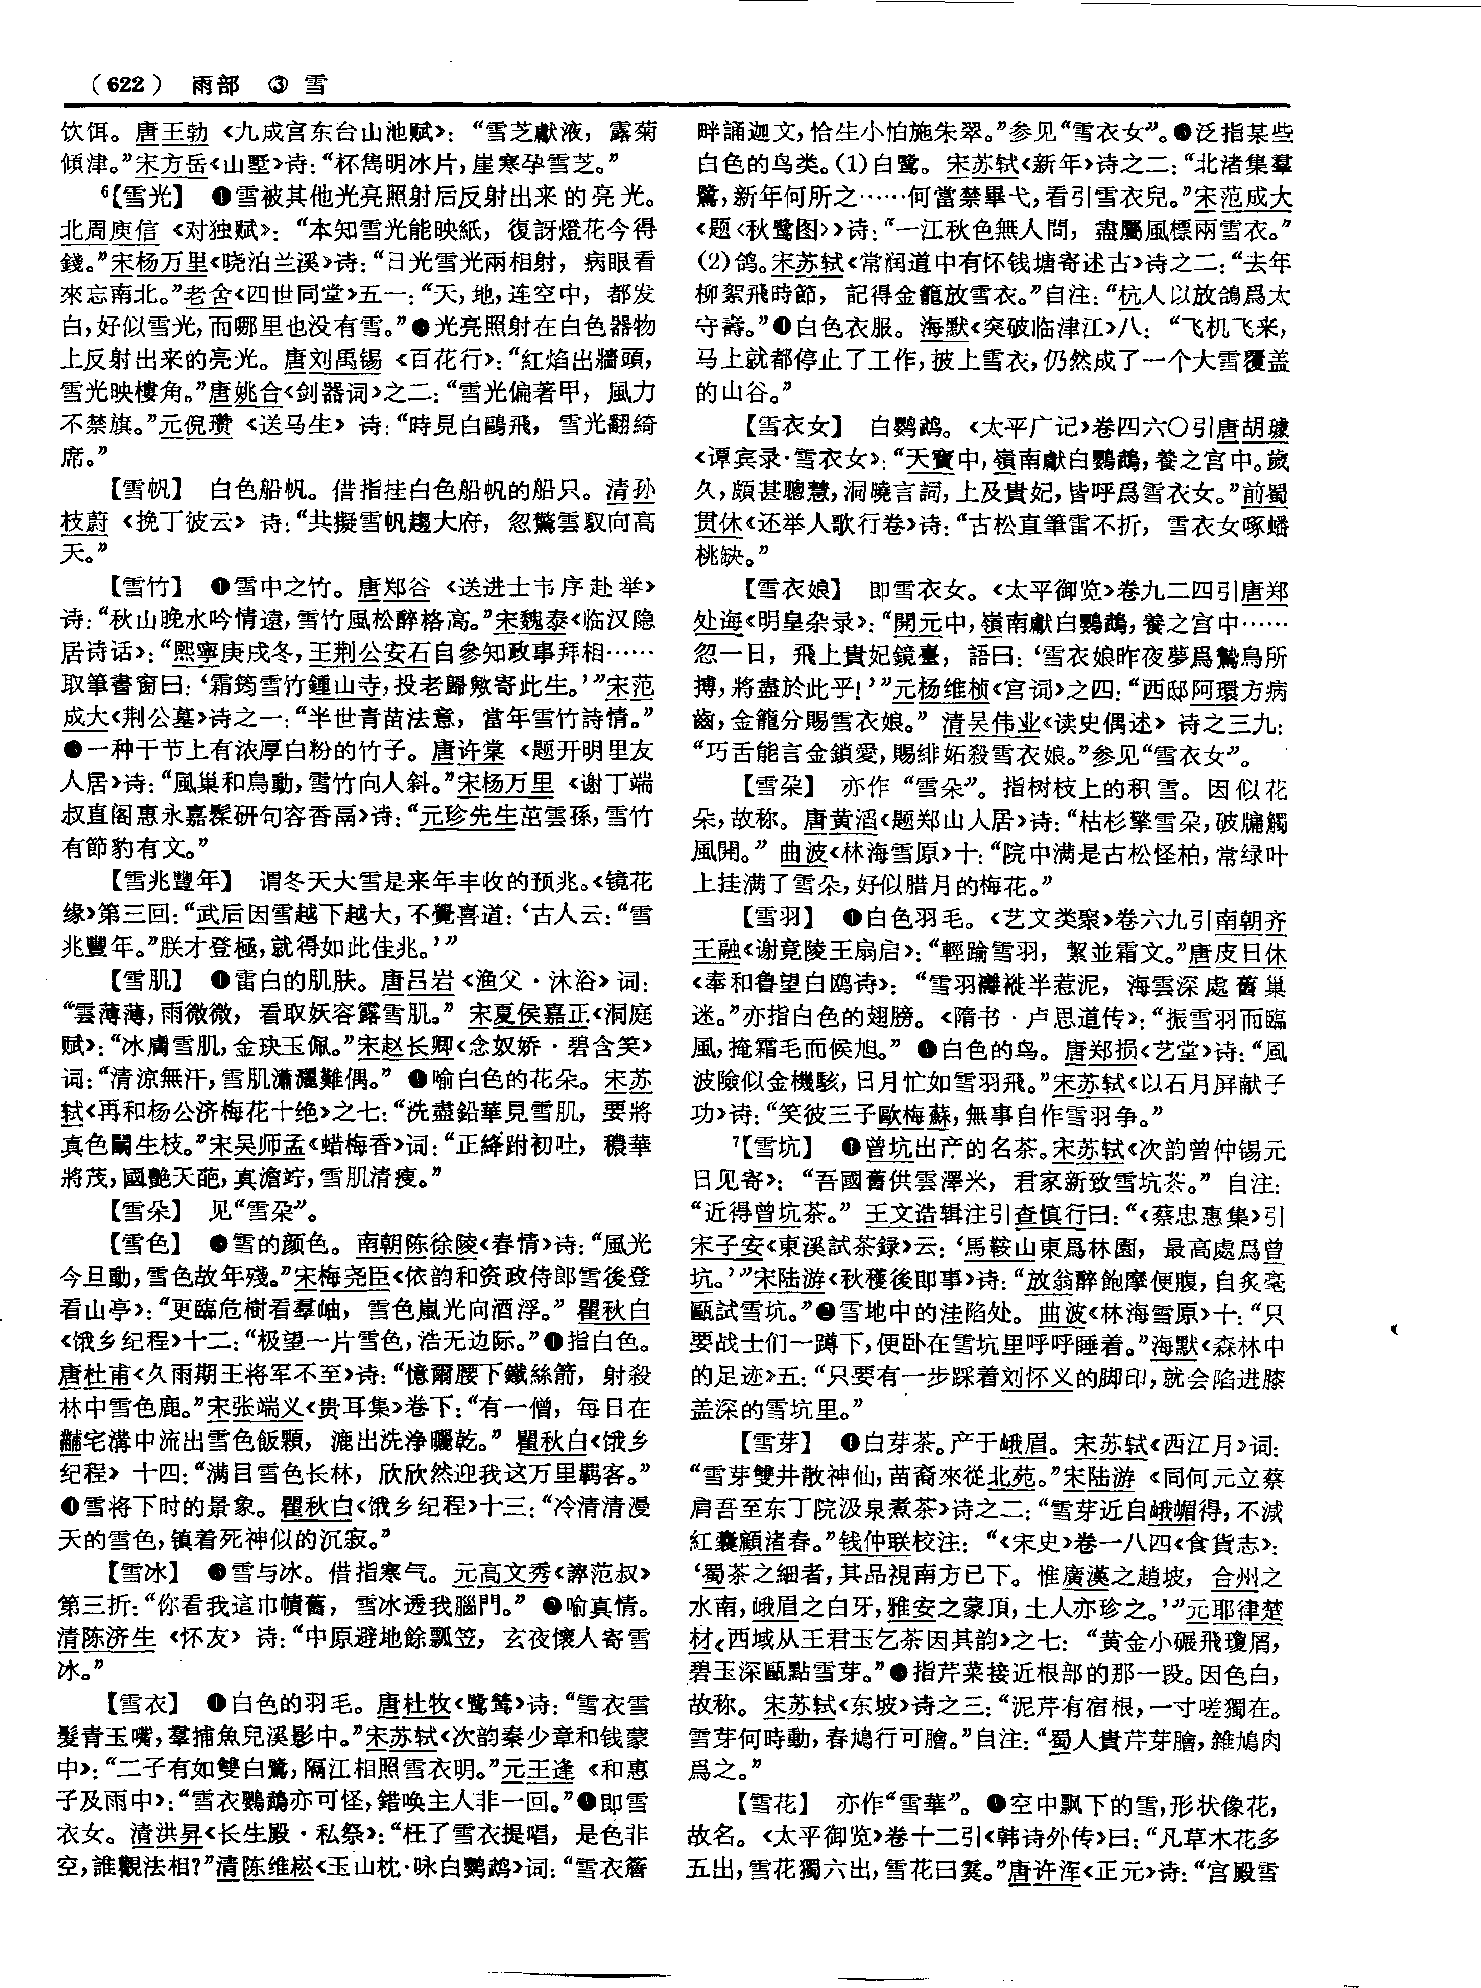 （622） 雨部 ③ 雪
饮饵。唐王勃《九成宫东台山池赋》：“雪芝獻液，露菊
傾津。”宋方岳《山墅》诗：“杯雋明冰片，崖寒孕雪芝。”
⁶【雪光】 ❶雪被其他光亮照射后反射出来的亮光。
北周庾信《对烛赋》：“本知雪光能映紙，復訝燈花今得
錢。”宋杨万里《晓泊兰溪》诗：“日光雪光兩相射，病眼看
來忘南北。”老舍《四世同堂》五一：“天，地，连空中，都发
白，好似雪光，而哪里也没有雪。”❷光亮照射在白色器物
上反射出来的亮光。唐刘禹锡《百花行》：“紅焰出牆頭，
雪光映樓角。”唐姚合《剑器词》之二：“雪光偏著甲，風力
不禁旗。”元倪瓒《送马生》诗：“時見白鷗飛，雪光翻綺
席。”
【雪帆】 白色船帆。借指挂白色船帆的船只。清孙
枝蔚《挽丁彼云》诗：“共擬雪帆趨大府，忽驚雲馭向高
天。”
【雪竹】 ❶雪中之竹。唐郑谷《送进士韦序赴举》
诗：“秋山晚水吟情遠，雪竹風松醉格高。”宋魏泰《临汉隐
居诗话》：“熙寧庚戌冬，王荆公安石自參知政事拜相……
取筆書窗曰：‘霜筠雪竹鍾山寺，投老歸歟寄此生。’”宋范
成大《荆公墓》诗之一：“半世青苗法意，當年雪竹詩情。”
❷一种干节上有浓厚白粉的竹子。唐许棠《题开明里友
人居》诗：“風巢和鳥動，雪竹向人斜。”宋杨万里《谢丁端
叔直阁惠永嘉髹研句容香鬲》诗：“元珍先生茁雲孫，雪竹
有節豹有文。”
【雪兆豐年】 谓冬天大雪是来年丰收的预兆。《镜花
缘》第三回：“武后因雪越下越大，不覺喜道：‘古人云：“雪
兆豐年。”朕才登極，就得如此佳兆。’”
【雪肌】 ❶雪白的肌肤。唐吕岩《渔父·沐浴》词：
“雲薄薄，雨微微，看取妖容露雪肌。”宋夏侯嘉正《洞庭
赋》：“冰膚雪肌，金玦玉佩。”宋赵长卿《念奴娇·碧含笑》
词：“清涼無汗，雪肌瀟灑難偶。”❷喻白色的花朵。宋苏
轼《再和杨公济梅花十绝》之七：“洗盡鉛華見雪肌，要將
真色鬭生枝。”宋吴师孟《蜡梅香》词：“正絳跗初吐，穠華
將茂，國艷天葩，真澹竚，雪肌清瘦。”
【雪朵】 见“雪朶”。
【雪色】 ❶雪的颜色。南朝陈徐陵《春情》诗：“風光
今旦動，雪色故年殘。”宋梅尧臣《依韵和资政侍郎雪後登
看山亭》：“更臨危樹看羣岫，雪色嵐光向酒浮。”瞿秋白
《饿乡纪程》十二：“极望一片雪色，浩无边际。”❷指白色。
唐杜甫《久雨期王将军不至》诗：“憶爾腰下鐵絲箭，射殺
林中雪色鹿。”宋张端义《贵耳集》卷下：“有一僧，每日在
黼宅溝中流出雪色飯顆，漉出洗净曬乾。”瞿秋白《饿乡
纪程》十四：“满目雪色长林，欣欣然迎我这万里羁客。”
❸雪将下时的景象。瞿秋白《饿乡纪程》十三：“冷清清漫
天的雪色，镇着死神似的沉寂。”
【雪冰】 ❶雪与冰。借指寒气。元高文秀《谇范叔》
第三折：“你看我這巾幘舊，雪冰透我腦門。”❷喻真情。
清陈济生《怀友》诗：“中原避地餘瓢笠，玄夜懷人寄雪
冰。”
【雪衣】 ❶白色的羽毛。唐杜牧《鹭鸶》诗：“雪衣雪
髮青玉嘴，羣捕魚兒溪影中。”宋苏轼《次韵秦少章和钱蒙
仲》：“二子有如雙白鷺，隔江相照雪衣明。”元王逢《和惠
子及雨中》：“雪衣鸚鵡亦可怪，錯唤主人非一回。”❷即雪
衣女。清洪昇《长生殿·私祭》：“枉了雪衣提唱，是色非
空，誰觀法相？”清陈维崧《玉山枕·咏白鹦鹉》词：“雪衣簷
畔誦迦文，恰生小怕施朱翠。”参见“雪衣女”。❸泛指某些
白色的鸟类。（1）白鹭。宋苏轼《新年》诗之二：“北渚集羣
鷺，新年何所之……何當禁畢弋，看引雪衣兒。”宋范成大
《题〈秋鹭图〉》诗：“一江秋色無人問，盡屬風標兩雪衣。”
（2）鸽。宋苏轼《常润道中有怀钱塘寄述古》诗之二：“去年
柳絮飛時節，記得金籠放雪衣。”自注：“杭人以放鴿爲太
守壽。”❹白色衣服。海默《突破临津江》八：“飞机飞来，
马上就都停止了工作，披上雪衣，仍然成了一个大雪覆盖
的山谷。”
【雪衣女】 白鹦鹉。《太平广记》卷四六〇引唐胡璩
《谭宾录·雪衣女》：“天寶中，嶺南獻白鸚鵡，養之宫中。歲
久，頗甚聰慧，洞曉言詞，上及貴妃，皆呼爲雪衣女。”前蜀
贯休《还举人歌行卷》诗：“古松直筆雷不折，雪衣女啄蟠
桃缺。”
【雪衣娘】 即雪衣女。《太平御览》卷九二四引唐郑
处诲《明皇杂录》：“開元中，嶺南獻白鸚鵡，養之宫中……
忽一日，飛上貴妃鏡臺，語曰：‘雪衣娘昨夜夢爲鷙鳥所
搏，將盡於此乎！’”元杨维桢《宫词》之四：“西邸阿環方病
齒，金籠分賜雪衣娘。”清吴伟业《读史偶述》诗之三九：
“巧舌能言金鎖愛，賜緋妬殺雪衣娘。”参见“雪衣女”。
【雪朶】 亦作“雪朵”。指树枝上的积雪。因似花
朵，故称。唐黄滔《题郑山人居》诗：“枯杉擎雪朶，破牖觸
風開。”曲波《林海雪原》十：“院中满是古松怪柏，常绿叶
上挂满了雪朵，好似腊月的梅花。”
【雪羽】 ❶白色羽毛。《艺文类聚》卷六九引南朝齐
王融《谢竟陵王扇启》：“輕踰雪羽，絜並霜文。”唐皮日休
《奉和鲁望白鸥诗》：“雪羽襹褷半惹泥，海雲深處舊巢
迷。”亦指白色的翅膀。《隋书·卢思道传》：“振雪羽而臨
風，掩霜毛而候旭。”❷白色的鸟。唐郑损《艺堂》诗：“風
波險似金機駭，日月忙如雪羽飛。”宋苏轼《以石月屏献子
功》诗：“笑彼三子歐梅蘇，無事自作雪羽争。”
⁷【雪坑】 ❶曾坑出产的名茶。宋苏轼《次韵曾仲锡元
日见寄》：“吾國舊供雲澤米，君家新致雪坑茶。”自注：
“近得曾坑茶。”王文诰辑注引查慎行曰：“《蔡忠惠集》引
宋子安《東溪試茶録》云：‘馬鞍山東爲林園，最高處爲曾
坑。’”宋陆游《秋穫後即事》诗：“放翁醉飽摩便腹，自炙毫
甌試雪坑。”❷雪地中的洼陷处。曲波《林海雪原》十：“只
要战士们一蹲下，便卧在雪坑里呼呼睡着。”海默《森林中
的足迹》五：“只要有一步踩着刘怀义的脚印，就会陷进膝
盖深的雪坑里。”
【雪芽】 ❶白芽茶。产于峨眉。宋苏轼《西江月》词：
“雪芽雙井散神仙，苗裔來從北苑。”宋陆游《同何元立蔡
肩吾至东丁院汲泉煮茶》诗之二：“雪芽近自峨嵋得，不減
紅囊顧渚春。”钱仲联校注：“《宋史》卷一八四《食貨志》：
‘蜀茶之細者，其品視南方已下。惟廣漢之趙坡，合州之
水南，峨眉之白牙，雅安之蒙頂，土人亦珍之。’”元耶律楚
材《西域从王君玉乞茶因其韵》之七：“黄金小碾飛瓊屑，
碧玉深甌點雪芽。”❷指芹菜接近根部的那一段。因色白，
故称。宋苏轼《东坡》诗之三：“泥芹有宿根，一寸嗟獨在。
雪芽何時動，春鳩行可膾。”自注：“蜀人貴芹芽膾，雜鳩肉
爲之。”
【雪花】 亦作“雪華”。❶空中飘下的雪，形状像花，
故名。《太平御览》卷十二引《韩诗外传》曰：“凡草木花多
五出，雪花獨六出，雪花曰霙。”唐许浑《正元》诗：“宫殿雪